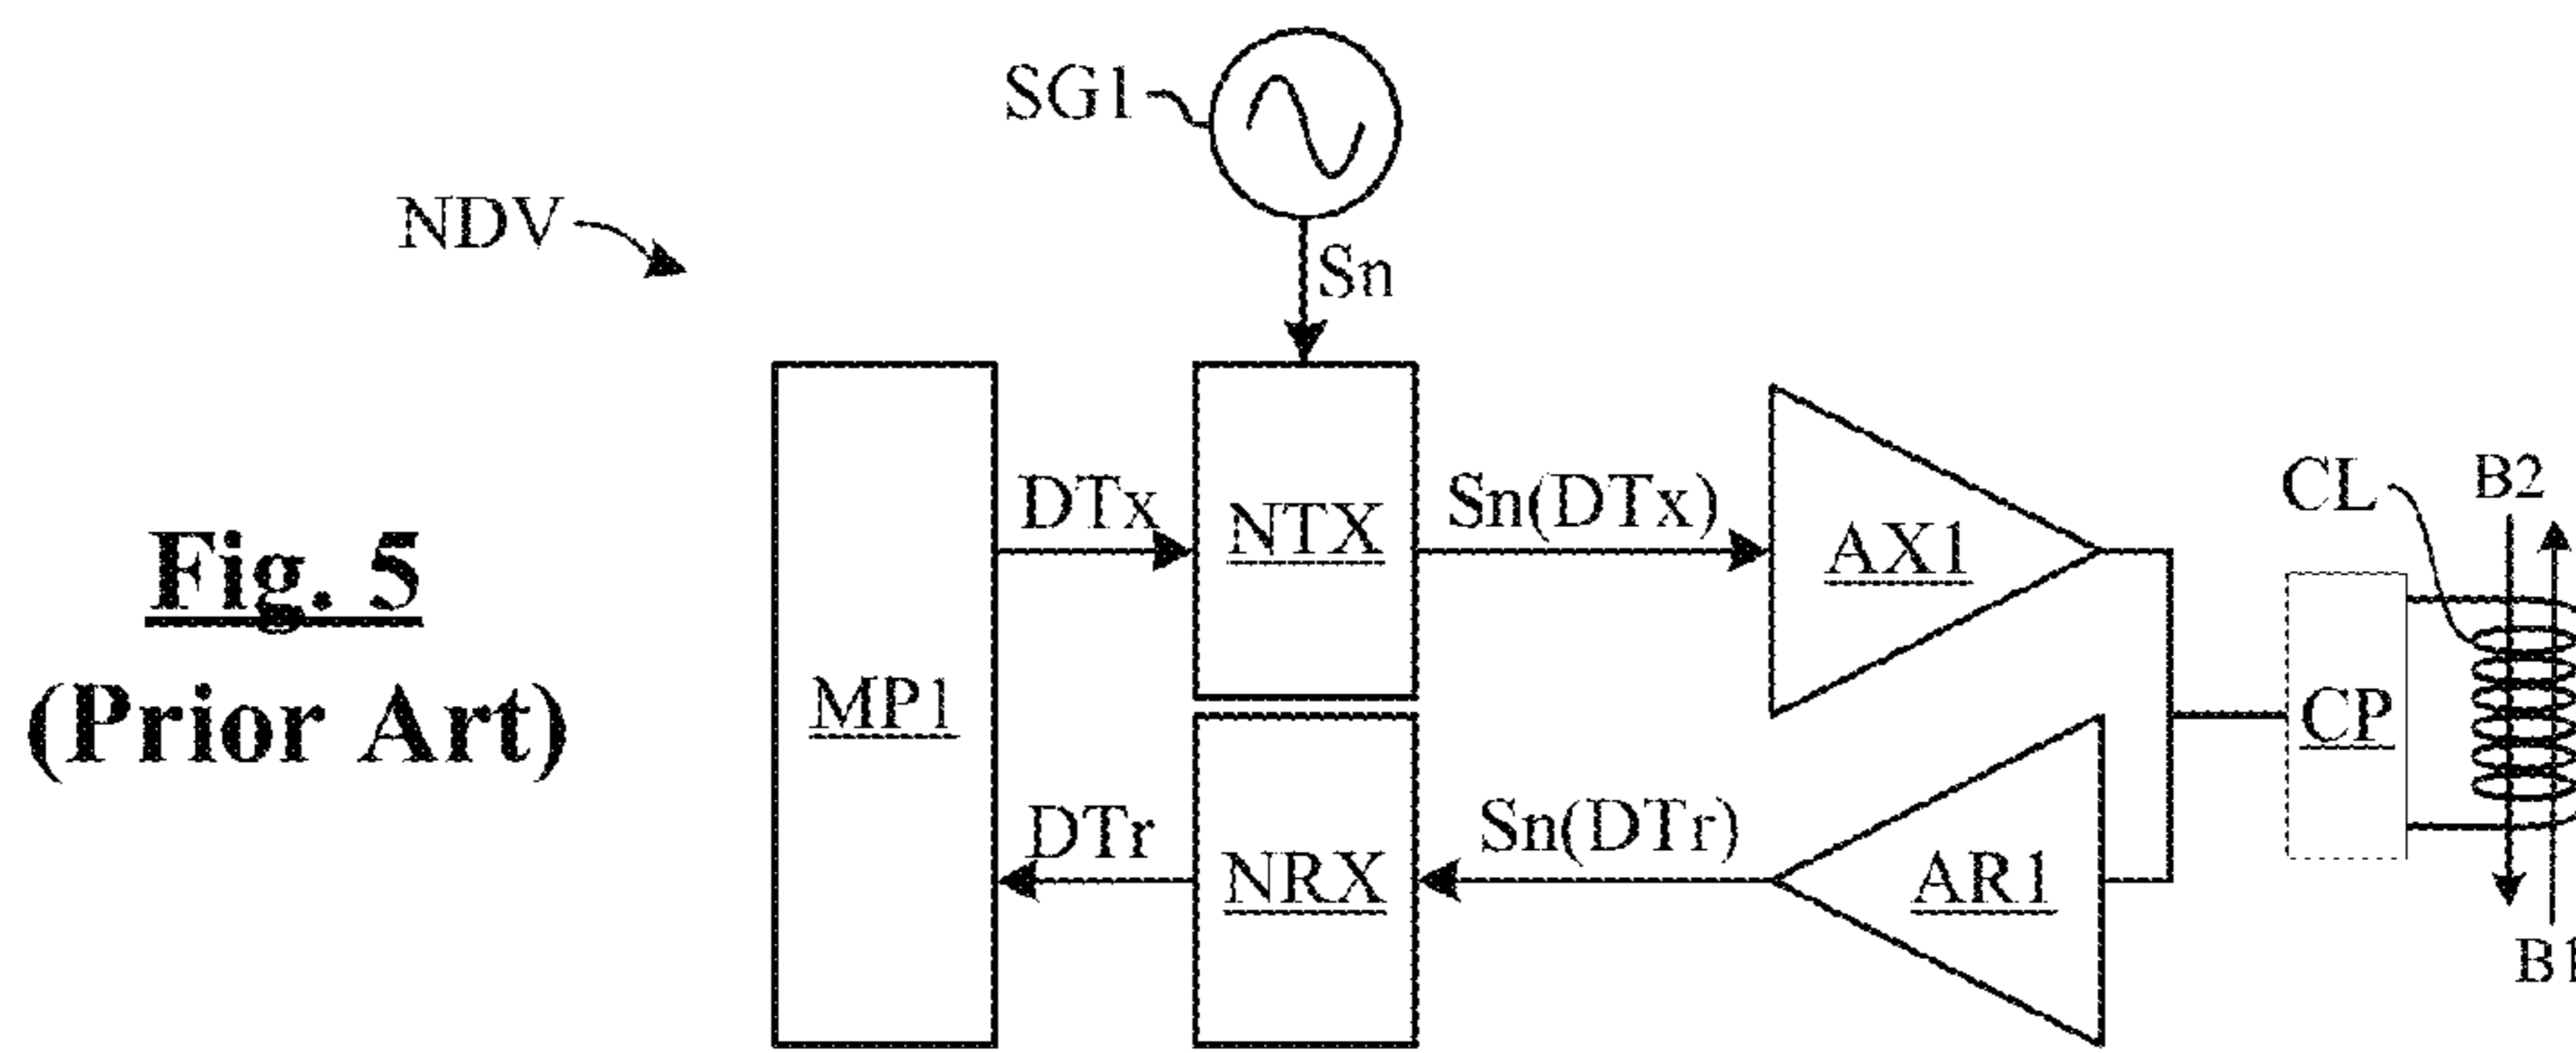 SG1
NDV
Sn
DTx
NTX
Sn(DTx)
AX1
CL
B2
Fig. 5
(Prior Art)
MP1
CP
DTr
NRX
Sn(DTr)
AR1
B1